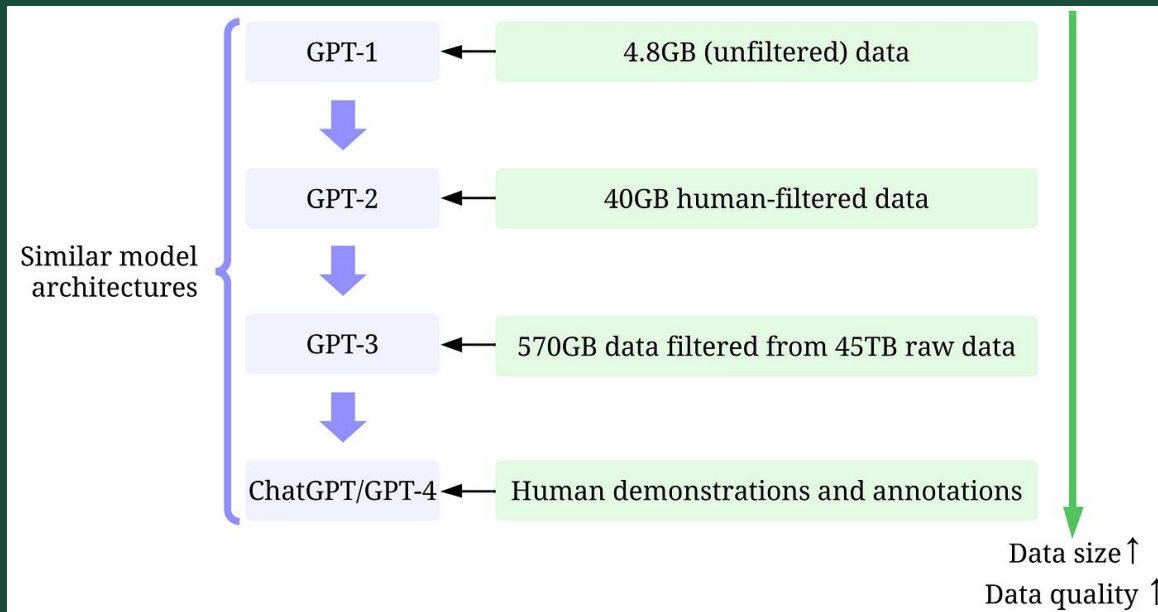 GPT-1
4.8GB (unfiltered) data
GPT-2
40GB human-filtered data
Similar model
architectures
GPT-3
570GB data filtered from 45TB raw data
ChatGPT/GPT-4
Human demonstrations and annotations
Data size↑
Data quality ↑